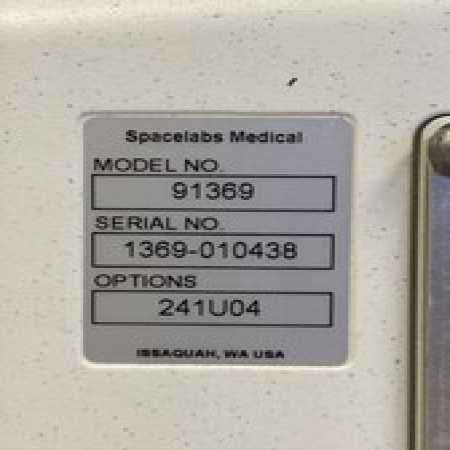 Spacelabs Medical
MODEL NO.
91369
SERIAL NO.
1369-010438
OPTIONS
241U04
ISSAQUAH, WA USA